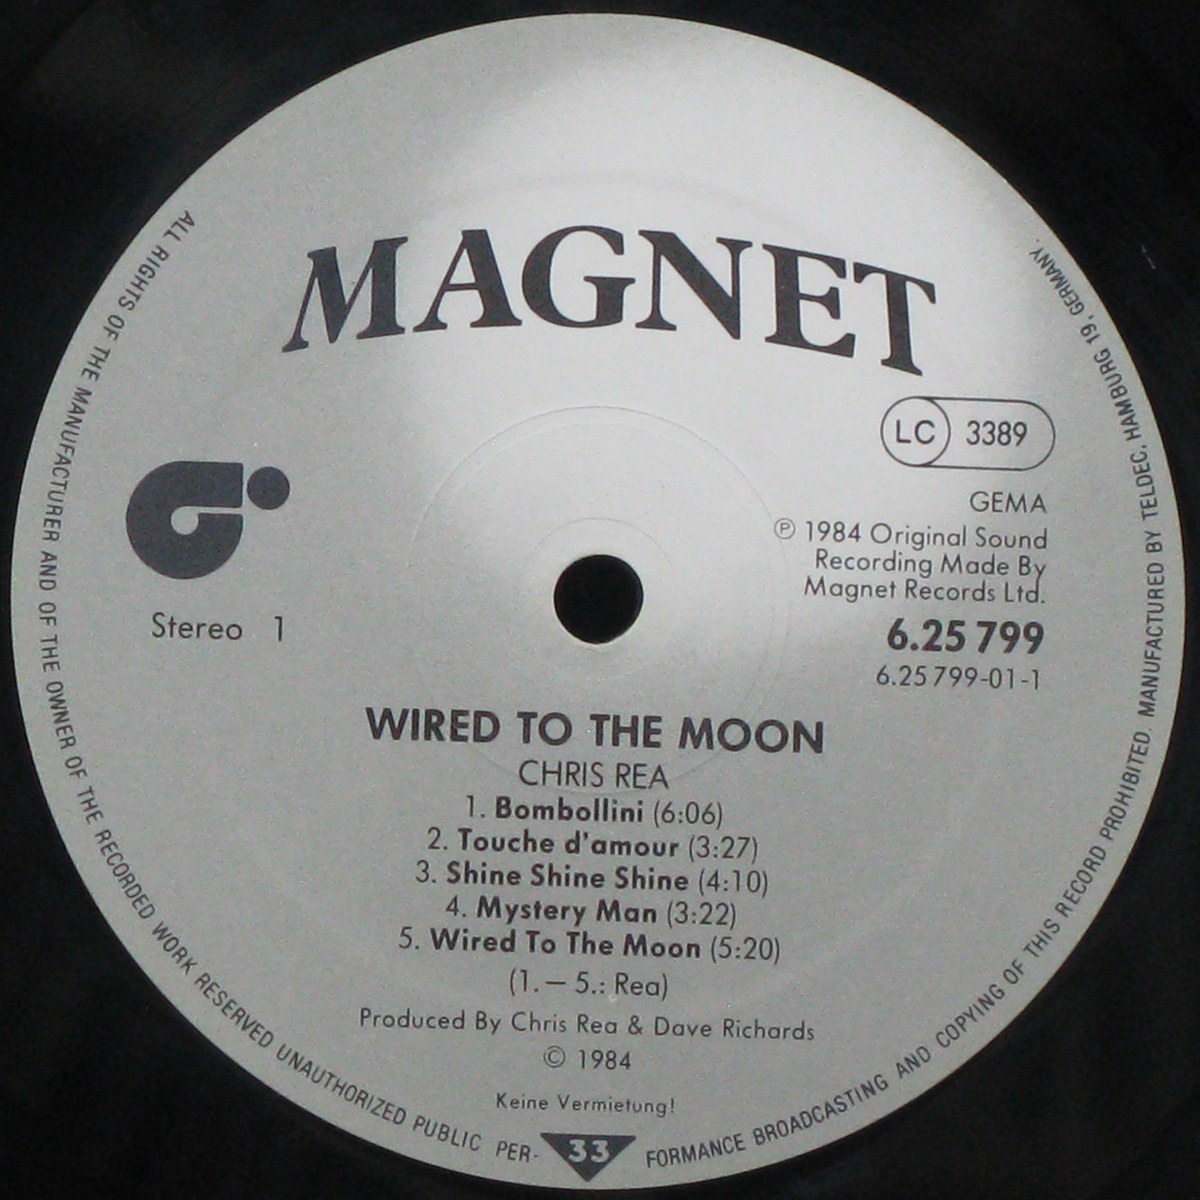 MAGNET
LC 3389
GEMA
℗ 1984 Original Sound
Recording Made By
Magnet Records Ltd.
6.25 799
6.25 799-01-1
Stereo 1
WIRED TO THE MOON
CHRIS REA
1. Bombollini (6:06)
2. Touche d'amour (3:27)
3. Shine Shine Shine (4:10)
4. Mystery Man (3:22)
5. Wired To The Moon (5:20)
(1. – 5.: Rea)
Produced By Chris Rea & Dave Richards
© 1984
Keine Vermietung!
33
ALL RIGHTS OF THE MANUFACTURER AND OF THE OWNER OF THE RECORDED WORK RESERVED UNAUTHORIZED PUBLIC PER-FORMANCE BROADCASTING AND COPYING OF THIS RECORD PROHIBITED. MANUFACTURED BY TELDEC, HAMBURG 19, GERMANY.